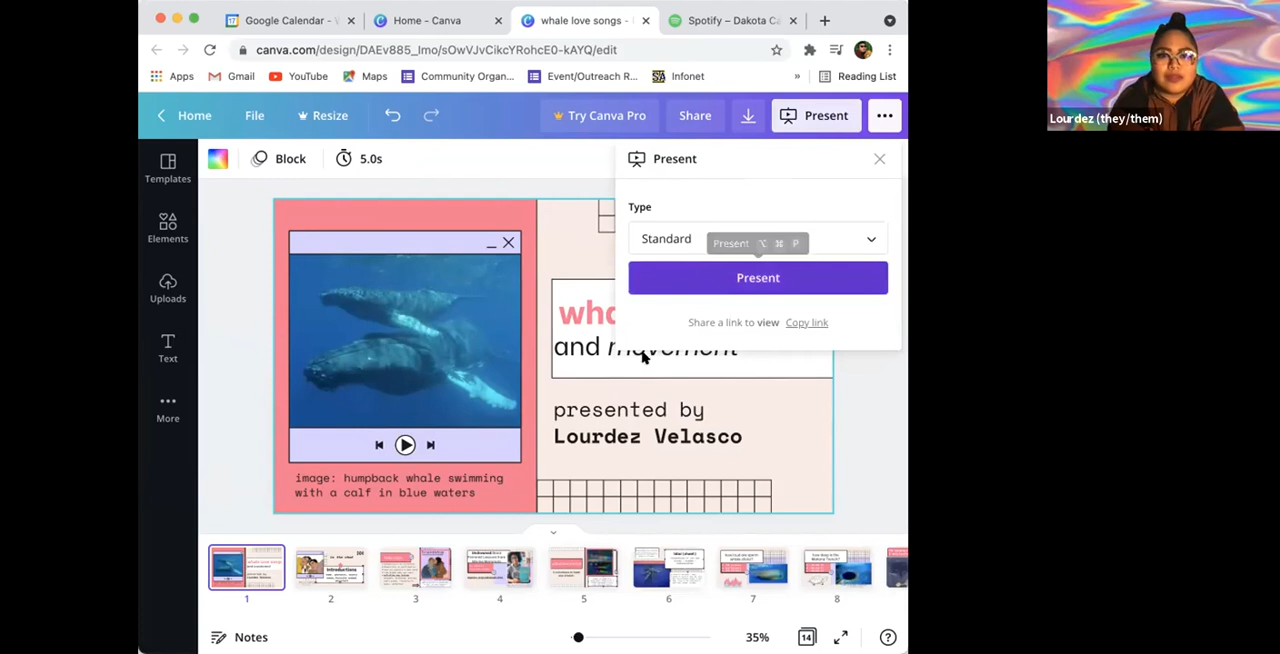 Google Calendar -
Home - Canva
whale love songs -
Spotify – Dakota Ca
canva.com/design/DAEv885_lmo/sOwVJvCikcYRohcE0-kAYQ/edit
Apps
Gmail
YouTube
Maps
Community Organ...
Event/Outreach R...
Infonet
»
Reading List
Home
File
Resize
Try Canva Pro
Share
Present
Lourdez (they/them)
Templates
Elements
Uploads
Text
More
Block
5.0s
Present
Type
Standard
Present ⌥ ⌘ P
Present
Share a link to view Copy link
and movement
presented by
Lourdez Velasco
image: humpback whale swimming
with a calf in blue waters
Introductions
1
2
3
4
5
6
7
8
Notes
35%
14